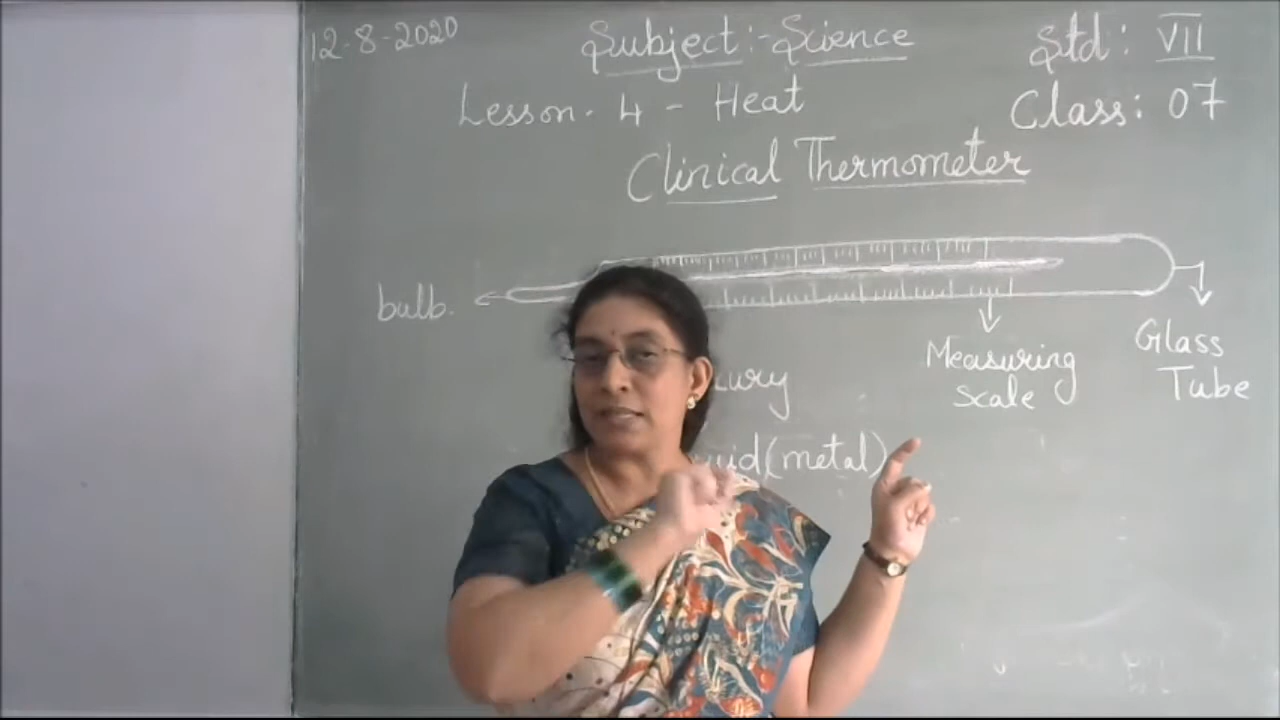 12-8-2020
Subject:-Science
Std: VII
Lesson. 4 - Heat
Class: 07
Clinical Thermometer
bulb.
Measuring
Scale
Glass
Tube
(metal)